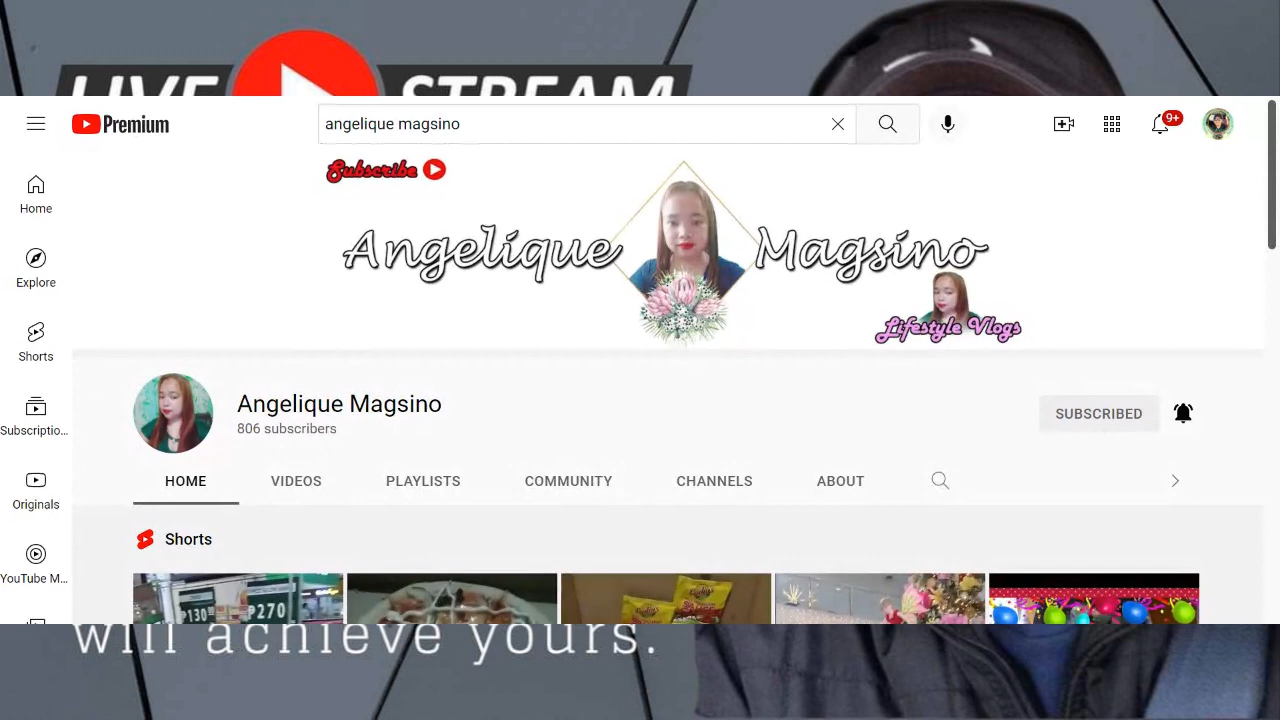 LIVE STREAM
Premium
angelique magsino
9+
Home
Explore
Shorts
Subscriptio...
Originals
YouTube M...
Subscribe
Angelique Magsino
Lifestyle Vlogs
Angelique Magsino
806 subscribers
SUBSCRIBED
HOME VIDEOS PLAYLISTS COMMUNITY CHANNELS ABOUT
Shorts
₱130 ₱270
will achieve yours.